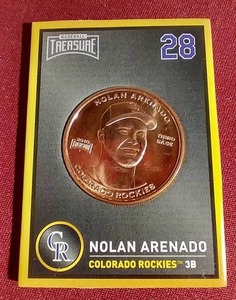 BASEBALL
TREASURE
28
NOLAN ARENADO
THIRD
BASE
COLORADO ROCKIES
CR
NOLAN ARENADO
COLORADO ROCKIES™ 3B